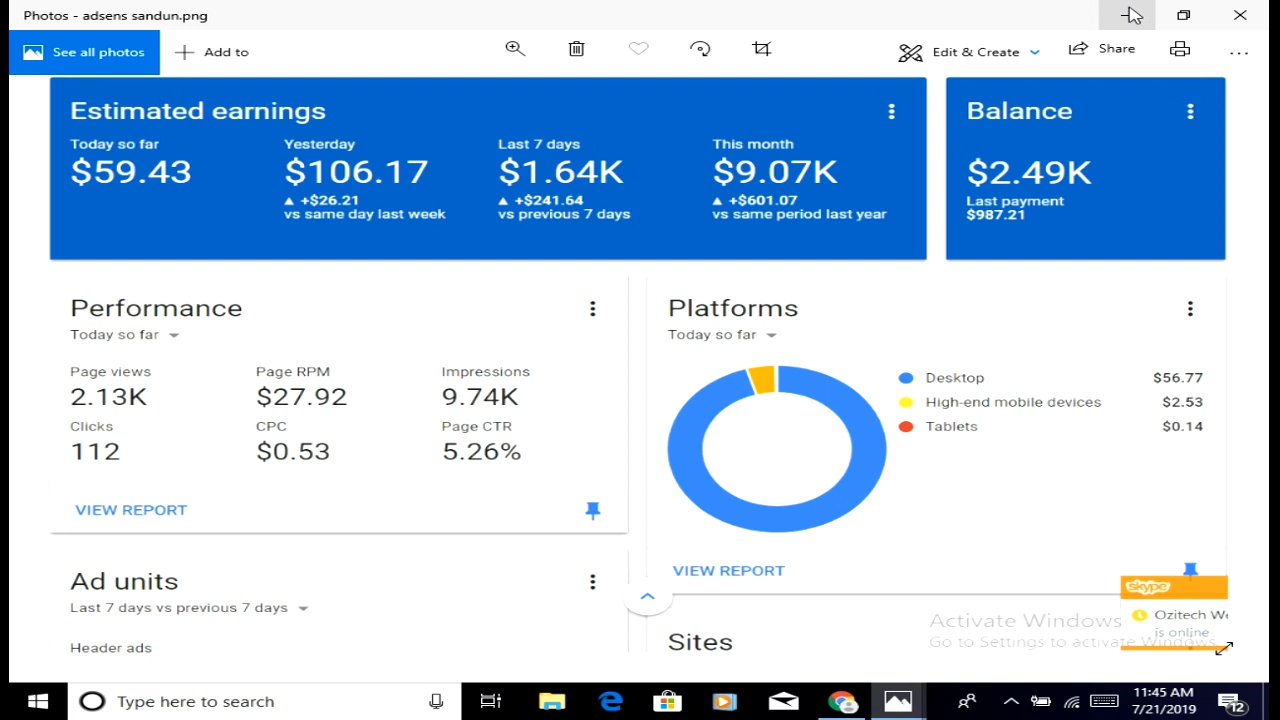 Photos - adsens sandun.png
See all photos
Add to
Edit & Create
Share
Estimated earnings
Today so far
$59.43
Yesterday
$106.17
+$26.21
vs same day last week
Last 7 days
$1.64K
+$241.64
vs previous 7 days
This month
$9.07K
+$601.07
vs same period last year
Balance
$2.49K
Last payment
$987.21
Performance
Today so far
Page views
2.13K
Page RPM
$27.92
Impressions
9.74K
Clicks
112
CPC
$0.53
Page CTR
5.26%
VIEW REPORT
Platforms
Today so far
Desktop $56.77
High-end mobile devices $2.53
Tablets $0.14
VIEW REPORT
Ad units
Last 7 days vs previous 7 days
Header ads
Sites
Activate Windows
Go to Settings to activate Windows.
skype
Ozitech We
is online
Type here to search
11:45 AM
7/21/2019
12